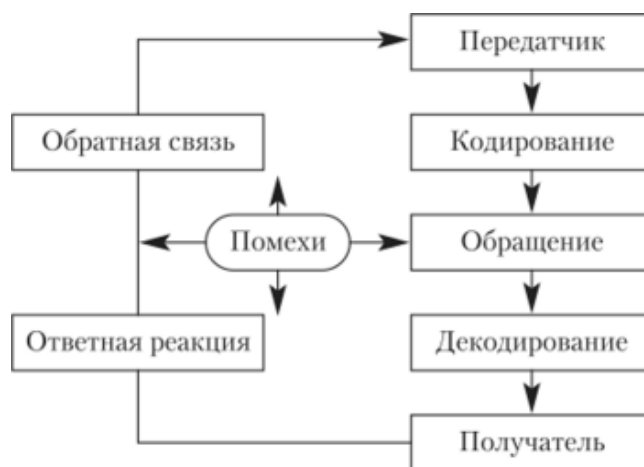 Передатчик
Обратная связь
Кодирование
Помехи
Обращение
Ответная реакция
Декодирование
Получатель